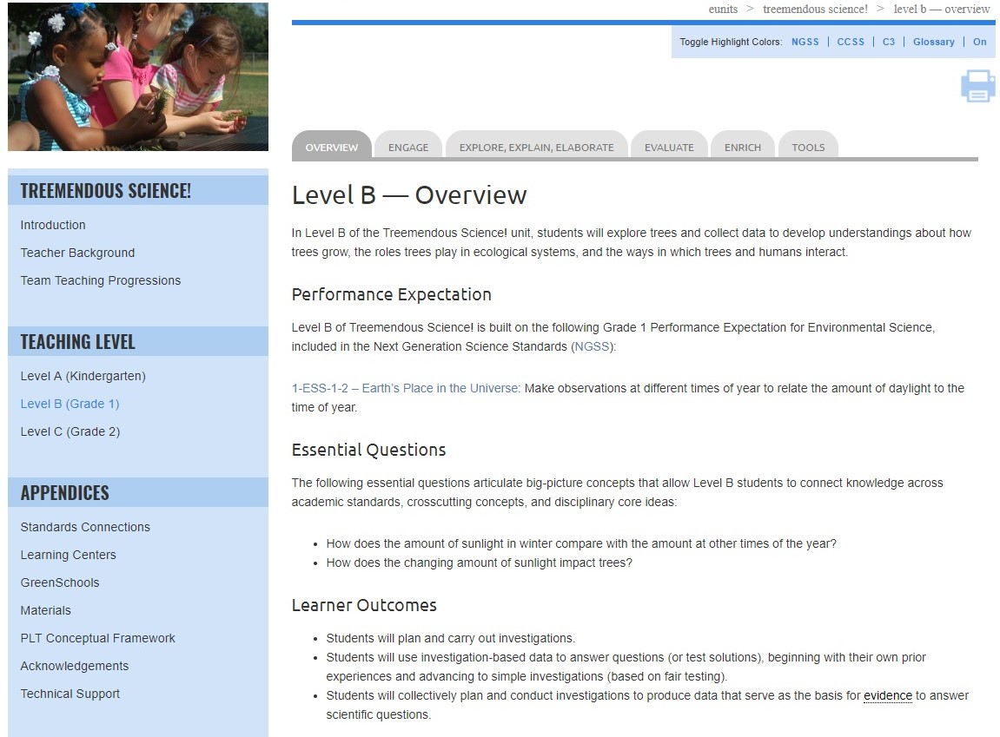 eunits > treemendous science! > level b — overview
Toggle Highlight Colors: NGSS | CCSS | C3 | Glossary | On
OVERVIEW ENGAGE EXPLORE, EXPLAIN, ELABORATE EVALUATE ENRICH TOOLS
TREEMENDOUS SCIENCE!
Introduction
Teacher Background
Team Teaching Progressions
TEACHING LEVEL
Level A (Kindergarten)
Level B (Grade 1)
Level C (Grade 2)
APPENDICES
Standards Connections
Learning Centers
GreenSchools
Materials
PLT Conceptual Framework
Acknowledgements
Technical Support
Level B — Overview
In Level B of the Treemendous Science! unit, students will explore trees and collect data to develop understandings about how
trees grow, the roles trees play in ecological systems, and the ways in which trees and humans interact.
Performance Expectation
Level B of Treemendous Science! is built on the following Grade 1 Performance Expectation for Environmental Science,
included in the Next Generation Science Standards (NGSS):
1-ESS-1-2 – Earth’s Place in the Universe: Make observations at different times of year to relate the amount of daylight to the
time of year.
Essential Questions
The following essential questions articulate big-picture concepts that allow Level B students to connect knowledge across
academic standards, crosscutting concepts, and disciplinary core ideas:
• How does the amount of sunlight in winter compare with the amount at other times of the year?
• How does the changing amount of sunlight impact trees?
Learner Outcomes
• Students will plan and carry out investigations.
• Students will use investigation-based data to answer questions (or test solutions), beginning with their own prior
experiences and advancing to simple investigations (based on fair testing).
• Students will collectively plan and conduct investigations to produce data that serve as the basis for evidence to answer
scientific questions.